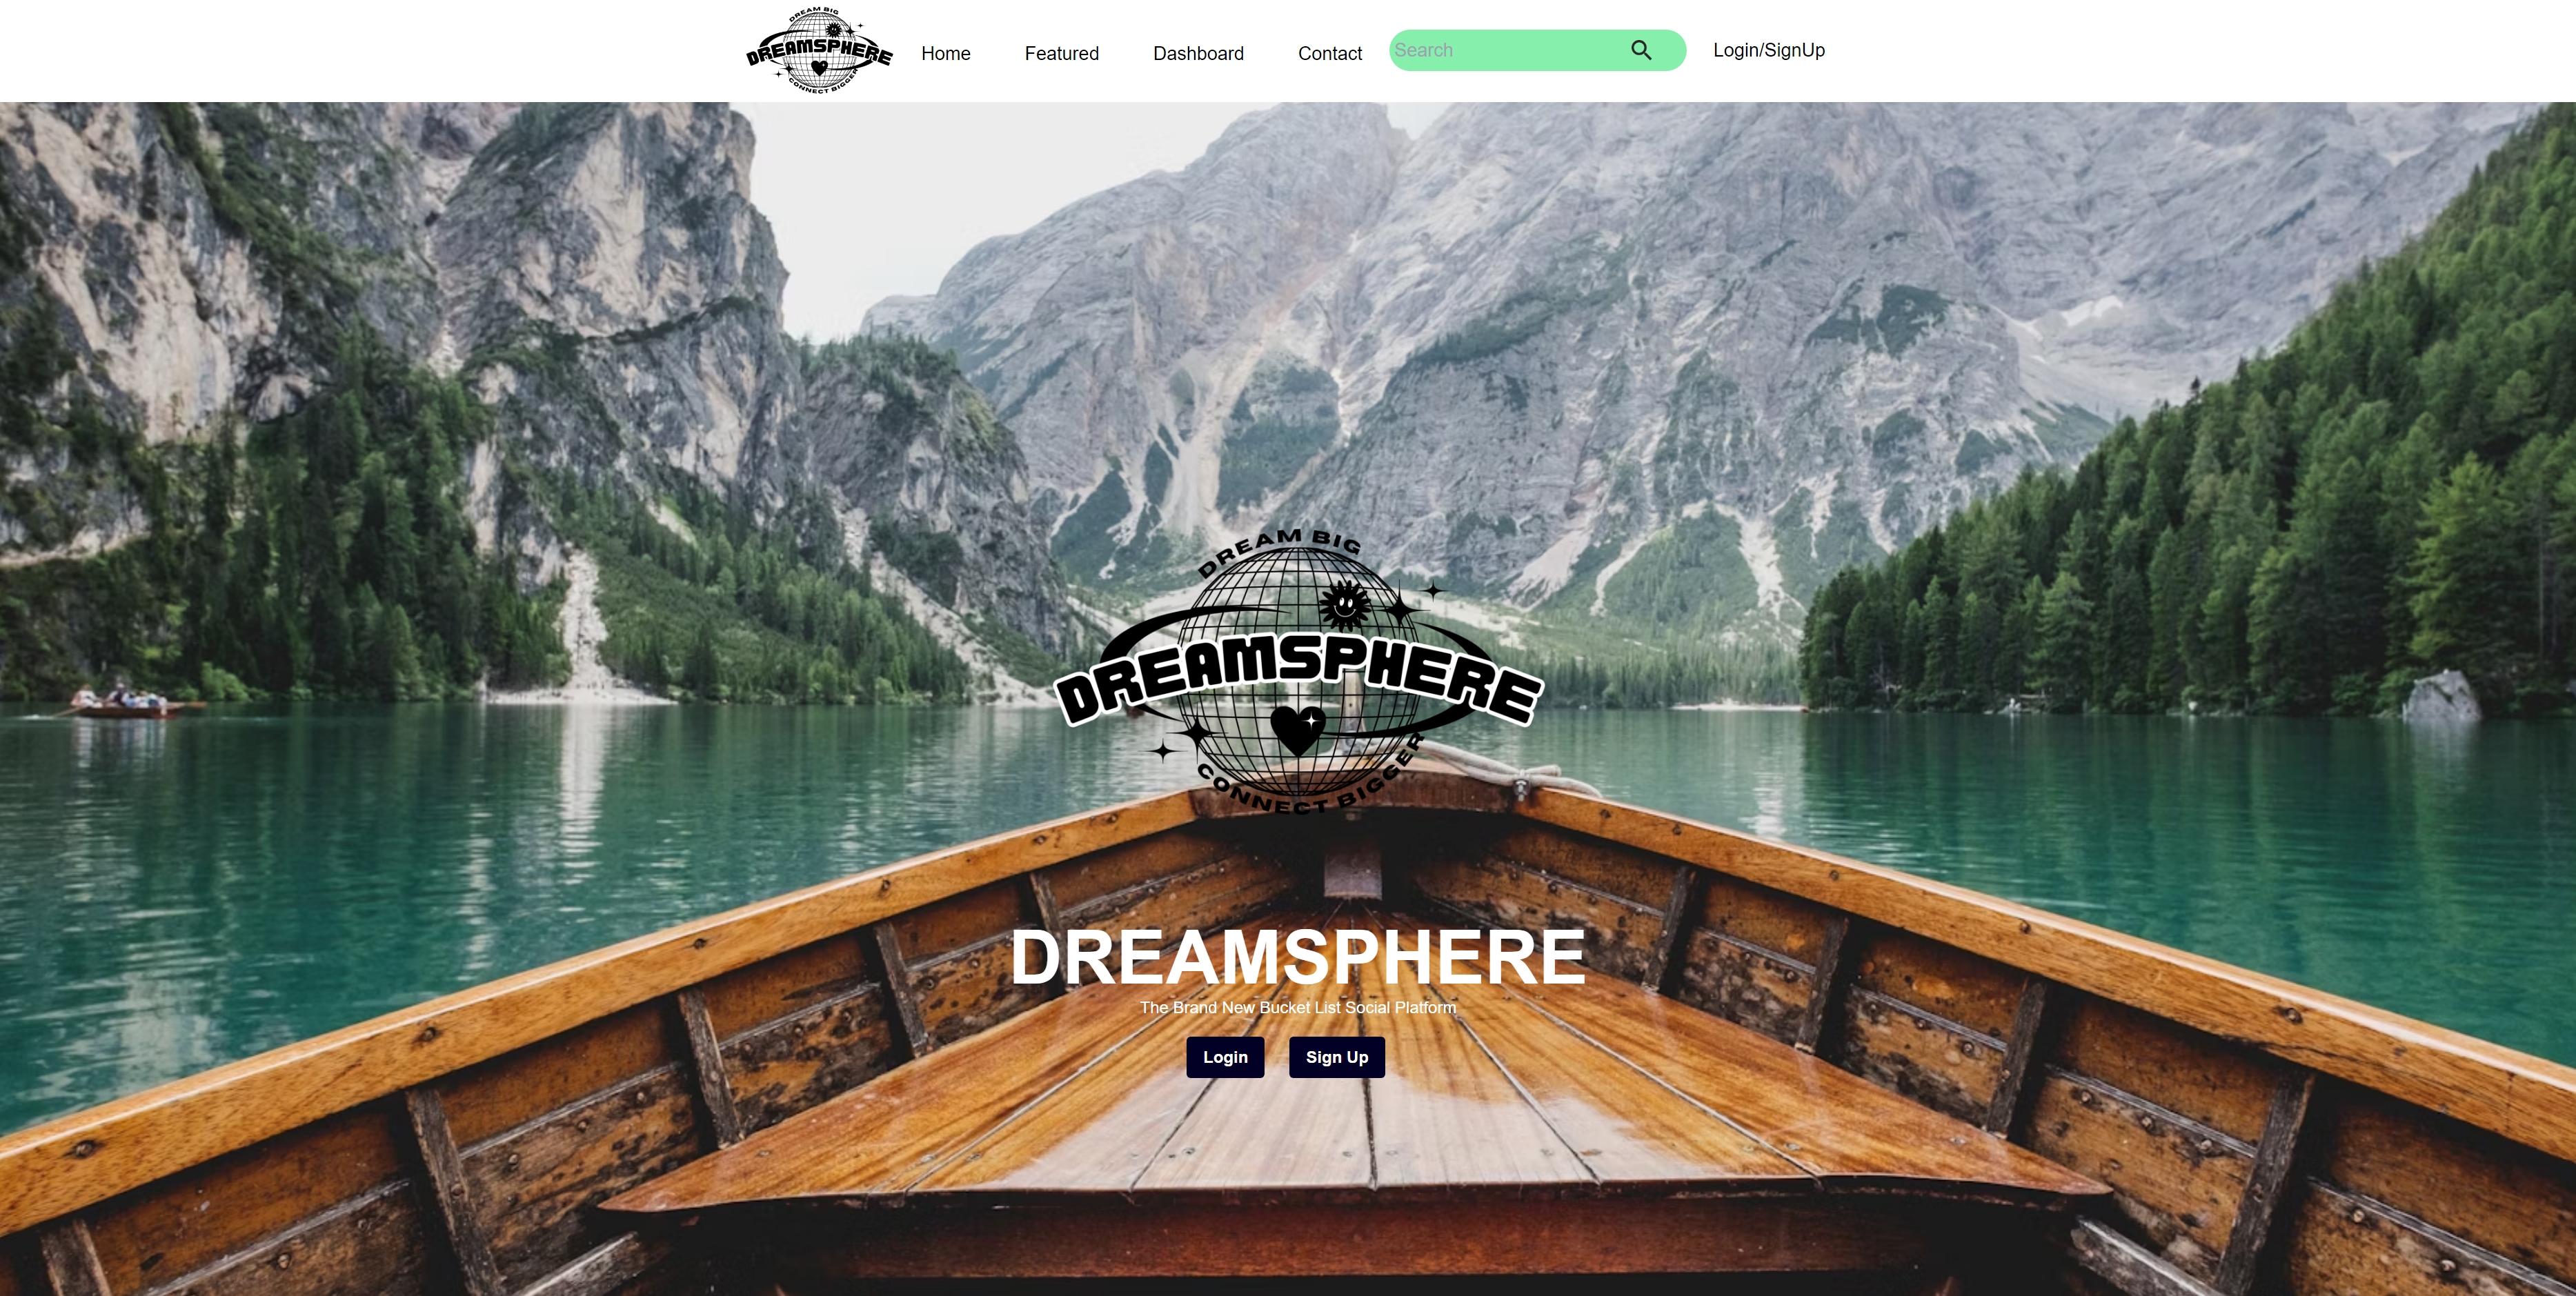 DREAM BIG
DREAMSPHERE
CONNECT BIGGER
Home
Featured
Dashboard
Contact
Search
Login/SignUp
DREAM BIG
DREAMSPHERE
CONNECT BIGGER
DREAMSPHERE
The Brand New Bucket List Social Platform
Login
Sign Up